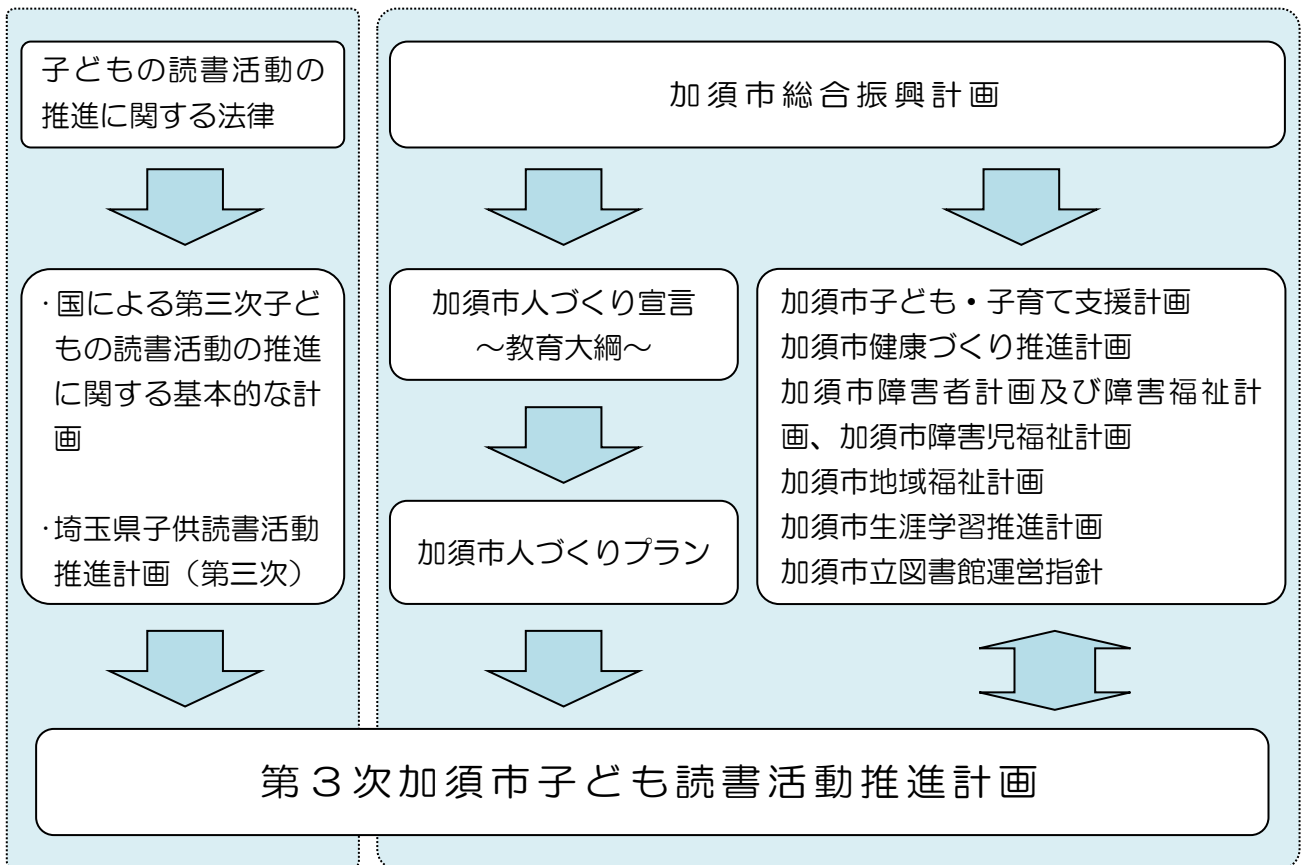 子どもの読書活動の
推進に関する法律
加須市総合振興計画
・国による第三次子ど
もの読書活動の推進
に関する基本的な計
画
・埼玉県子供読書活動
推進計画（第三次）
加須市人づくり宣言
～教育大綱～
加須市人づくりプラン
加須市子ども・子育て支援計画
加須市健康づくり推進計画
加須市障害者計画及び障害福祉計
画、加須市障害児福祉計画
加須市地域福祉計画
加須市生涯学習推進計画
加須市立図書館運営指針
第３次加須市子ども読書活動推進計画